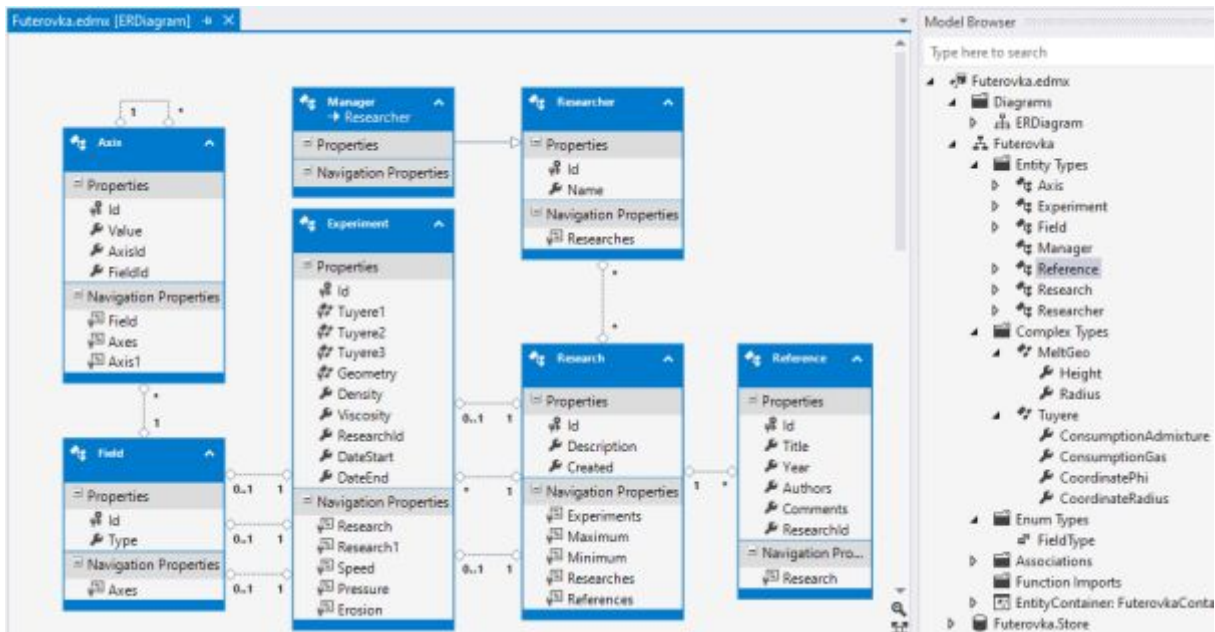 Futerovka.edmx [ERDiagram]
1 *
Axis
Properties
Id
Value
AxisId
FieldId
Navigation Properties
Field
Axes
Axis1
*
1
Field
Properties
Id
Type
Navigation Properties
Axes
0..1 1
0..1 1
0..1 1
Manager
Researcher
Properties
Navigation Properties
Experiment
Properties
Id
Tuyere1
Tuyere2
Tuyere3
Geometry
Density
Viscosity
ResearchId
DateStart
DateEnd
Navigation Properties
Research
Research1
Speed
Pressure
Erosion
0..1 1
* 1
0..1 1
Researcher
Properties
Id
Name
Navigation Properties
Researches
*
*
Research
Properties
Id
Description
Created
Navigation Properties
Experiments
Maximum
Minimum
Researches
References
1 *
Reference
Properties
Id
Title
Year
Authors
Comments
ResearchId
Navigation Pro...
Research
Model Browser
Type here to search
Futerovka.edmx
Diagrams
ERDiagram
Futerovka
Entity Types
Axis
Experiment
Field
Manager
Reference
Research
Researcher
Complex Types
MeltGeo
Height
Radius
Tuyere
ConsumptionAdmixture
ConsumptionGas
CoordinatePhi
CoordinateRadius
Enum Types
FieldType
Associations
Function Imports
EntityContainer: FuterovkaConta
Futerovka.Store